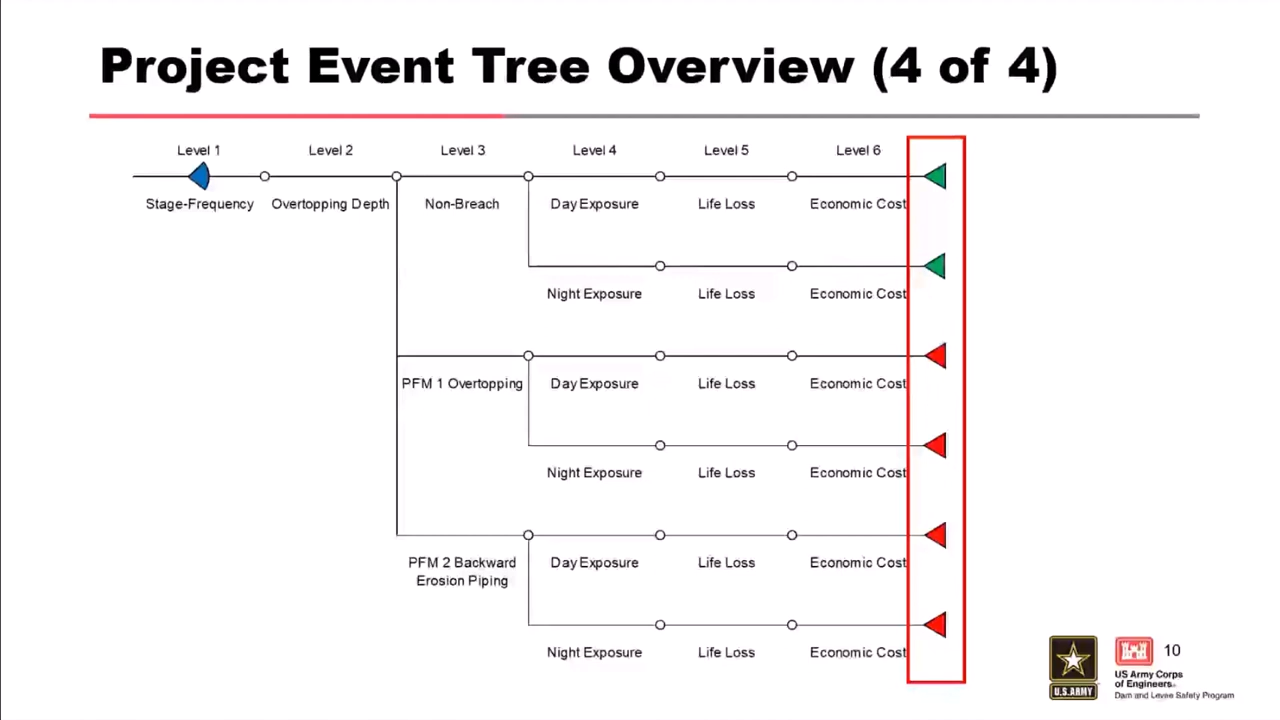 Project Event Tree Overview (4 of 4)
Level 1 Level 2 Level 3 Level 4 Level 5 Level 6
Stage-Frequency Overtopping Depth Non-Breach Day Exposure Life Loss Economic Cost
Night Exposure Life Loss Economic Cost
PFM 1 Overtopping Day Exposure Life Loss Economic Cost
Night Exposure Life Loss Economic Cost
PFM 2 Backward
Erosion Piping
Day Exposure Life Loss Economic Cost
Night Exposure Life Loss Economic Cost
10
U.S.ARMY
US Army Corps
of Engineers
Dam and Levee Safety Program